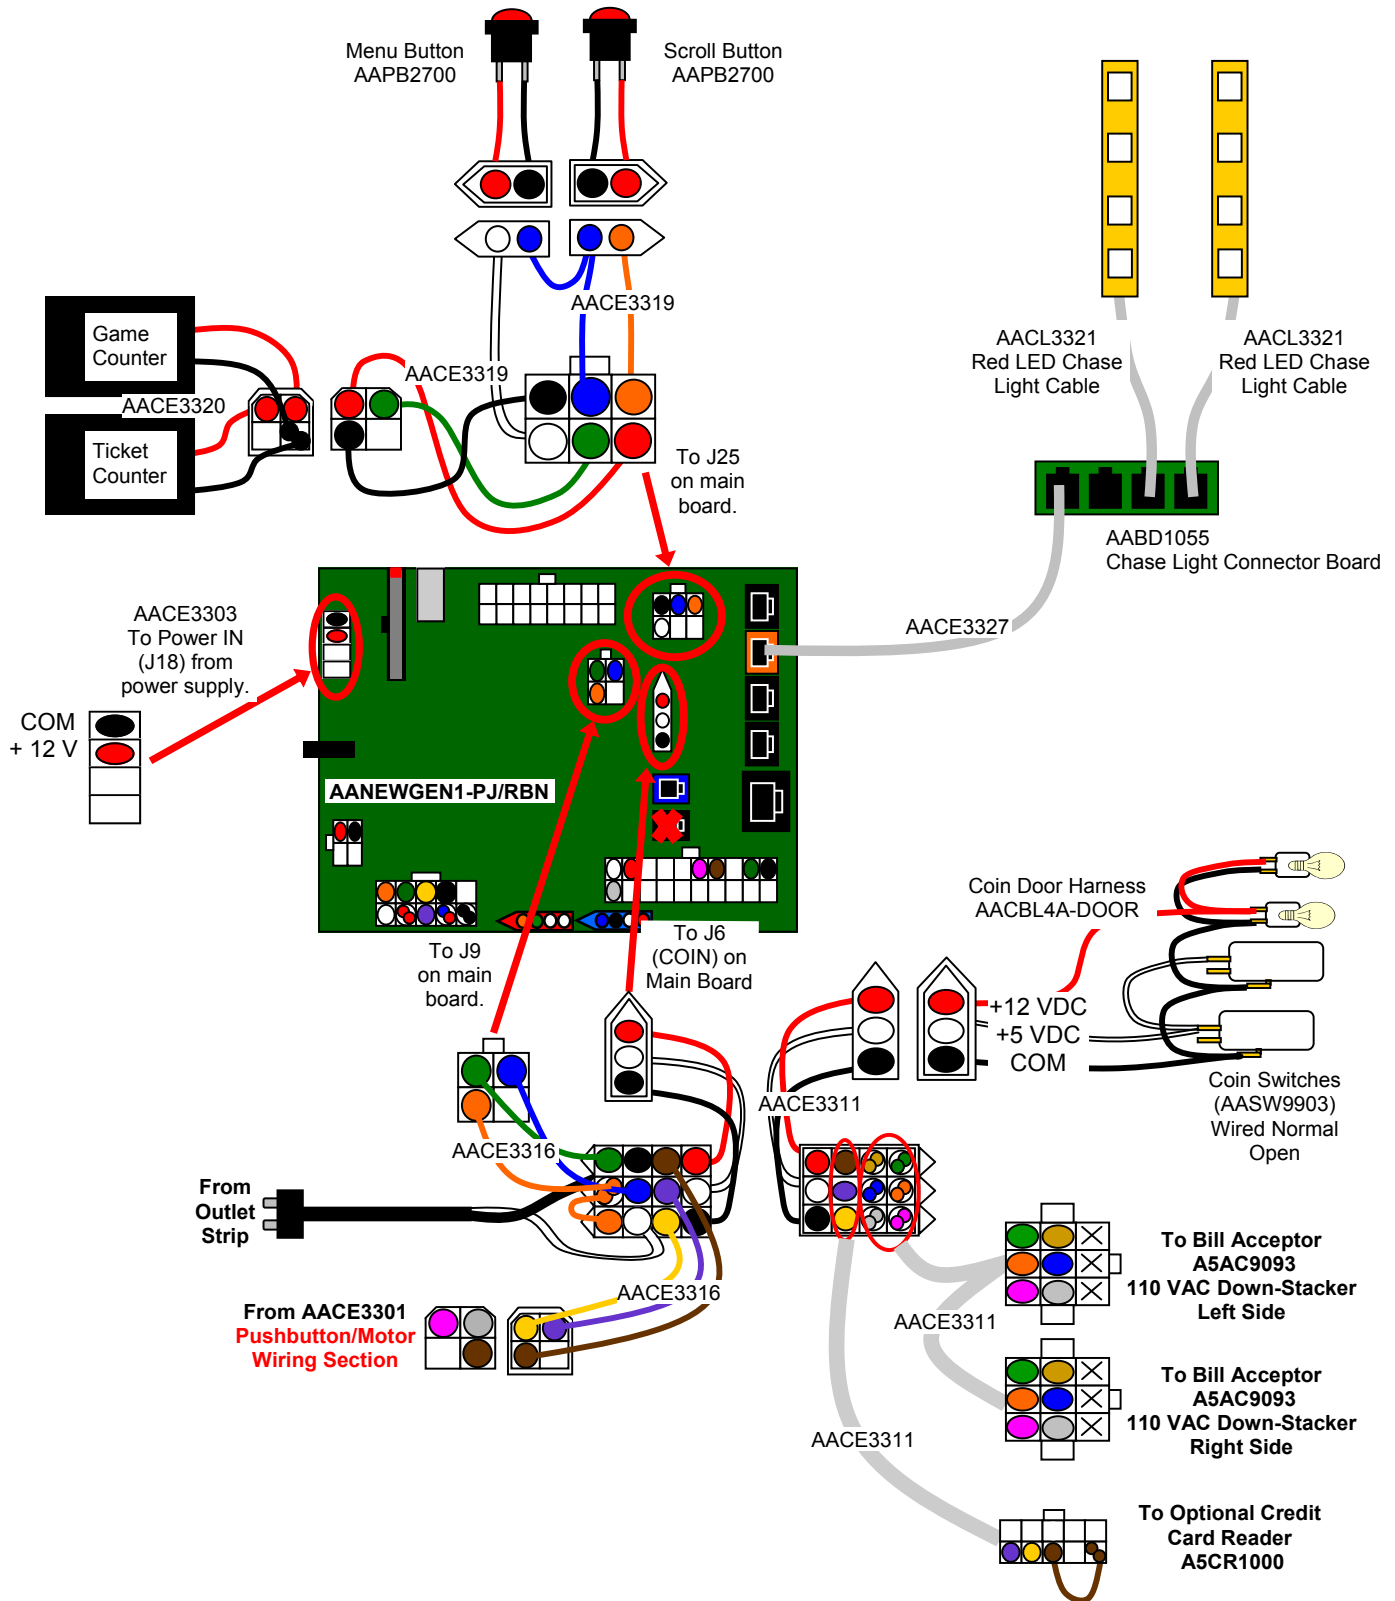 Menu Button
AAPB2700
Scroll Button
AAPB2700
AACE3319
Game
Counter
AACE3319
AACE3320
Ticket
Counter
AACL3321
Red LED Chase
Light Cable
AACL3321
Red LED Chase
Light Cable
To J25
on main
board.
AABD1055
Chase Light Connector Board
AACE3303
To Power IN
(J18) from
power supply.
AACE3327
COM
+ 12 V
AANEWGEN1-PJ/RBN
Coin Door Harness
AACBL4A-DOOR
To J9
on main
board.
To J6
(COIN) on
Main Board
+12 VDC
+5 VDC
COM
Coin Switches
(AASW9903)
Wired Normal
Open
AACE3311
AACE3316
From
Outlet
Strip
To Bill Acceptor
A5AC9093
110 VAC Down-Stacker
Left Side
AACE3316
From AACE3301
Pushbutton/Motor
Wiring Section
AACE3311
To Bill Acceptor
A5AC9093
110 VAC Down-Stacker
Right Side
AACE3311
To Optional Credit
Card Reader
A5CR1000